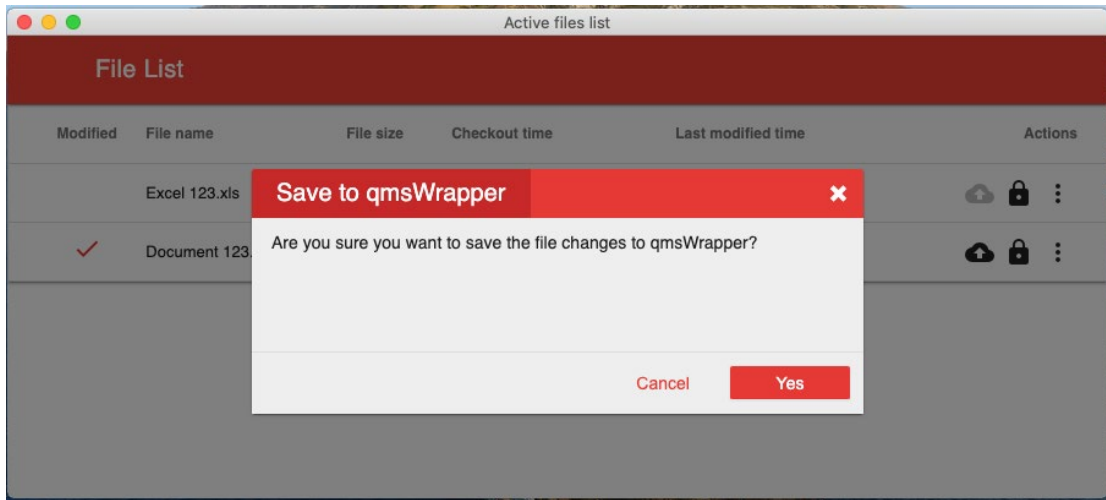 Active files list
File List
Modified File name File size Checkout time Last modified time Actions
Excel 123.xls
Save to qmsWrapper
Document 123.
Are you sure you want to save the file changes to qmsWrapper?
Cancel Yes